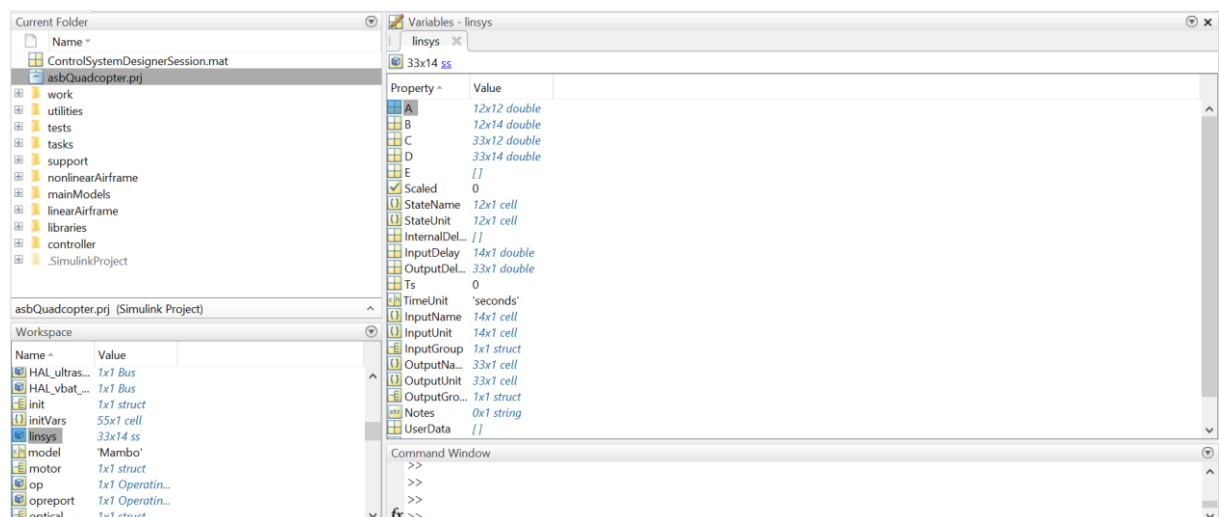 Current Folder
Name
ControlSystemDesignerSession.mat
asbQuadcopter.prj
work
utilities
tests
tasks
support
nonlinearAirframe
mainModels
linearAirframe
libraries
controller
.SimulinkProject
asbQuadcopter.prj (Simulink Project)
Workspace
Name Value
HAL_ultras... 1x1 Bus
HAL_vbat_... 1x1 Bus
init 1x1 struct
initVars 55x1 cell
linsys 33x14 ss
model 'Mambo'
motor 1x1 struct
op 1x1 Operatin...
opreport 1x1 Operatin...
optical 1x1 struct
Variables - linsys
linsys
33x14 ss
Property Value
A 12x12 double
B 12x14 double
C 33x12 double
D 33x14 double
E []
Scaled 0
StateName 12x1 cell
StateUnit 12x1 cell
InternalDel... []
InputDelay 14x1 double
OutputDel... 33x1 double
Ts 0
TimeUnit 'seconds'
InputName 14x1 cell
InputUnit 14x1 cell
InputGroup 1x1 struct
OutputNa... 33x1 cell
OutputUnit 33x1 cell
OutputGro... 1x1 struct
Notes 0x1 string
UserData []
Command Window
>>
>>
>>
fx >>